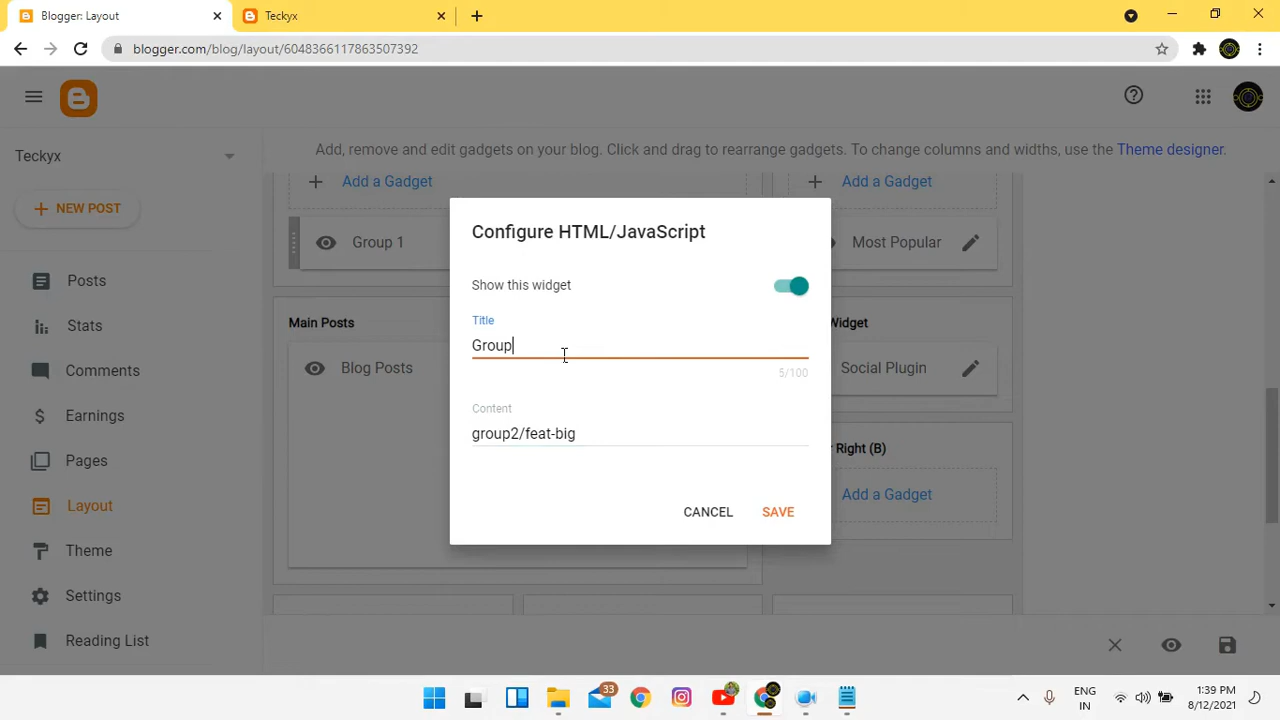 Blogger: Layout
Teckyx
blogger.com/blog/layout/6048366117863507392
Teckyx
NEW POST
Posts
Stats
Comments
Earnings
Pages
Layout
Theme
Settings
Reading List
Add, remove and edit gadgets on your blog. Click and drag to rearrange gadgets. To change columns and widths, use the Theme designer.
Add a Gadget
Add a Gadget
Group 1
Most Popular
Main Posts
Widget
Blog Posts
Social Plugin
r Right (B)
Add a Gadget
Configure HTML/JavaScript
Show this widget
Title
Group
5/100
Content
group2/feat-big
CANCEL
SAVE
33
ENG
IN
1:39 PM
8/12/2021